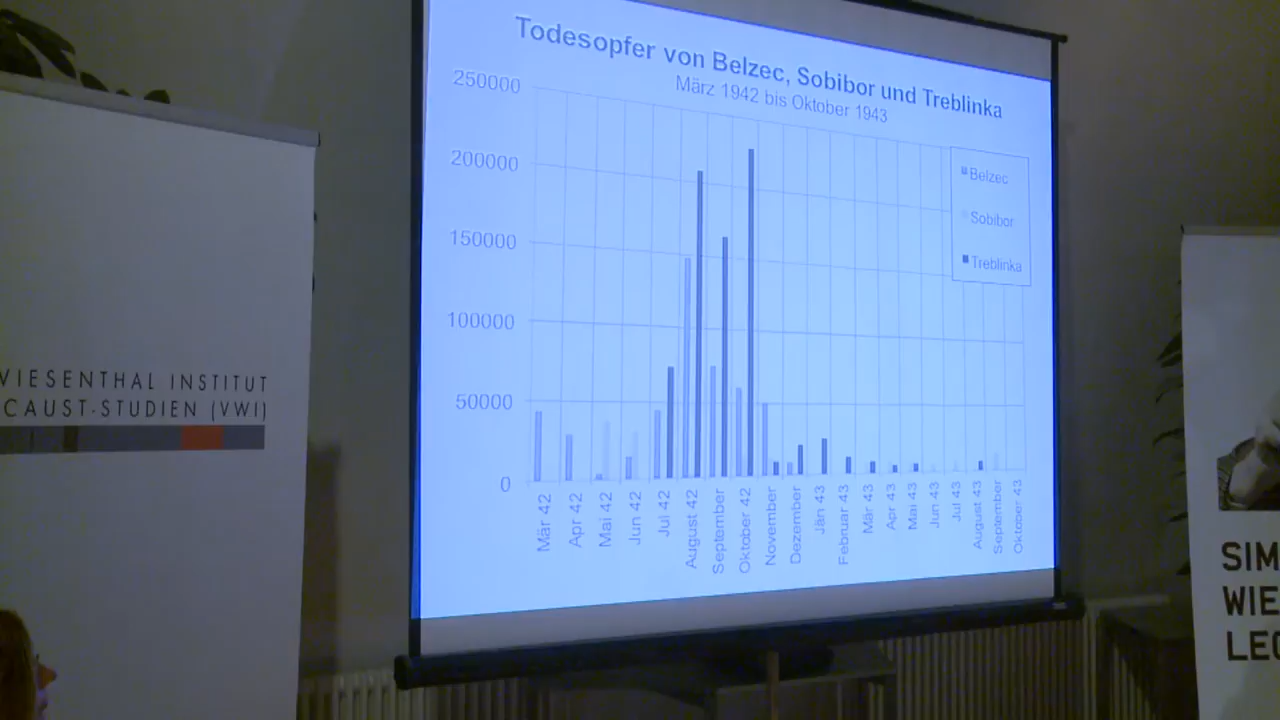 Todesopfer von Belzec, Sobibor und Treblinka
März 1942 bis Oktober 1943
250000
200000
150000
100000
50000
0
Belzec
Sobibor
Treblinka
Mär 42
Apr 42
Mai 42
Jun 42
Jul 42
August 42
September
Oktober 42
November
Dezember
Jän 43
Februar 43
Mär 43
Apr 43
Mai 43
Jun 43
Jul 43
August 43
September
Oktober 43
VIESENTHAL INSTITUT
CAUST-STUDIEN (VWI)
SIM
WIE
LEG